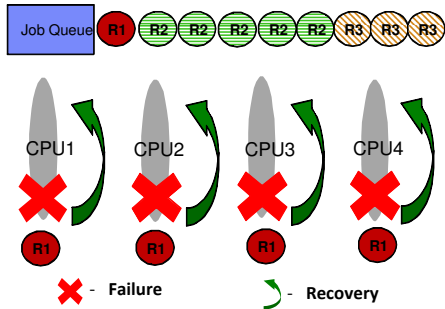 Job Queue R1 R2 R2 R2 R2 R2 R3 R3 R3
CPU1 CPU2 CPU3 CPU4
R1 R1 R1 R1
- Failure - Recovery